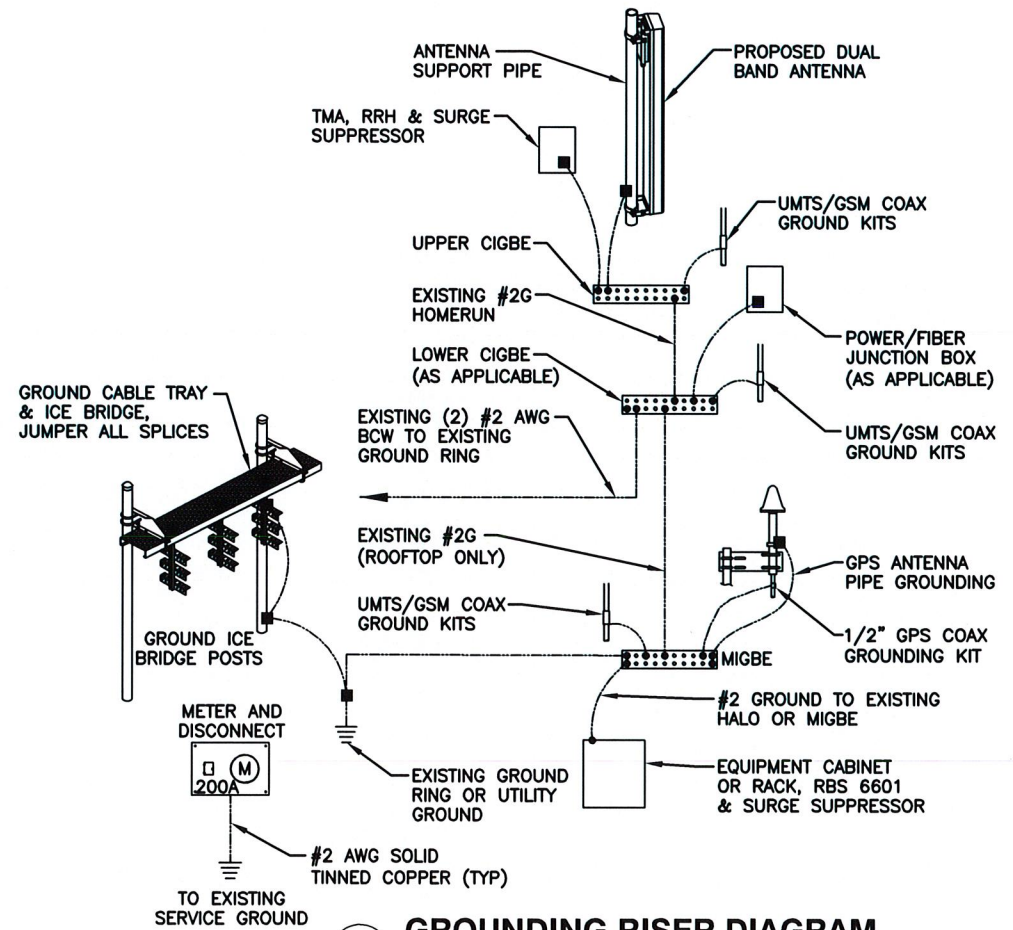 ANTENNA
SUPPORT PIPE
PROPOSED DUAL
BAND ANTENNA
TMA, RRH & SURGE
SUPPRESSOR
UMTS/GSM COAX
GROUND KITS
UPPER CIGBE
EXISTING #2G
HOMERUN
POWER/FIBER
JUNCTION BOX
(AS APPLICABLE)
LOWER CIGBE
(AS APPLICABLE)
GROUND CABLE TRAY
& ICE BRIDGE,
JUMPER ALL SPLICES
EXISTING (2) #2 AWG
BCW TO EXISTING
GROUND RING
UMTS/GSM COAX
GROUND KITS
EXISTING #2G
(ROOFTOP ONLY)
GPS ANTENNA
PIPE GROUNDING
UMTS/GSM COAX
GROUND KITS
1/2" GPS COAX
GROUNDING KIT
GROUND ICE
BRIDGE POSTS
MIGBE
#2 GROUND TO EXISTING
HALO OR MIGBE
METER AND
DISCONNECT
M
200A
EXISTING GROUND
RING OR UTILITY
GROUND
EQUIPMENT CABINET
OR RACK, RBS 6601
& SURGE SUPPRESSOR
#2 AWG SOLID
TINNED COPPER (TYP)
TO EXISTING
SERVICE GROUND
GROUNDING RISER DIAGRAM